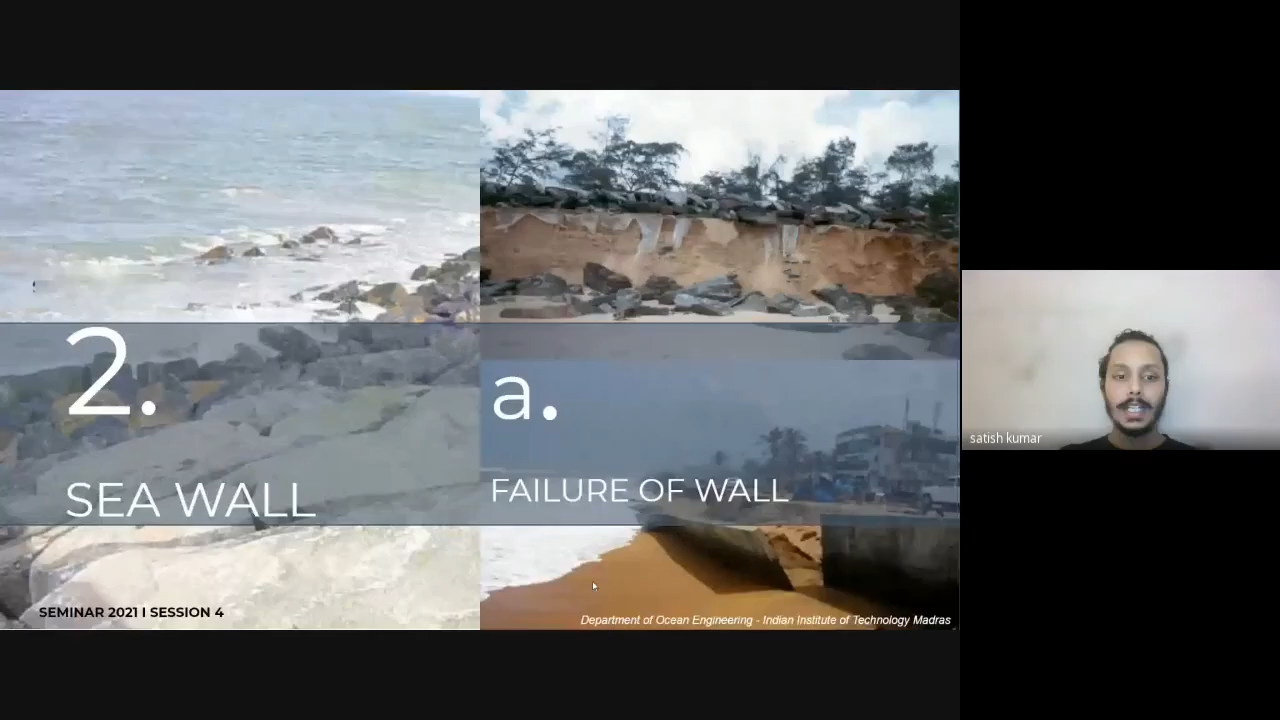 2.
SEA WALL
a.
FAILURE OF WALL
SEMINAR 2021 I SESSION 4
Department of Ocean Engineering - Indian Institute of Technology Madras
satish kumar